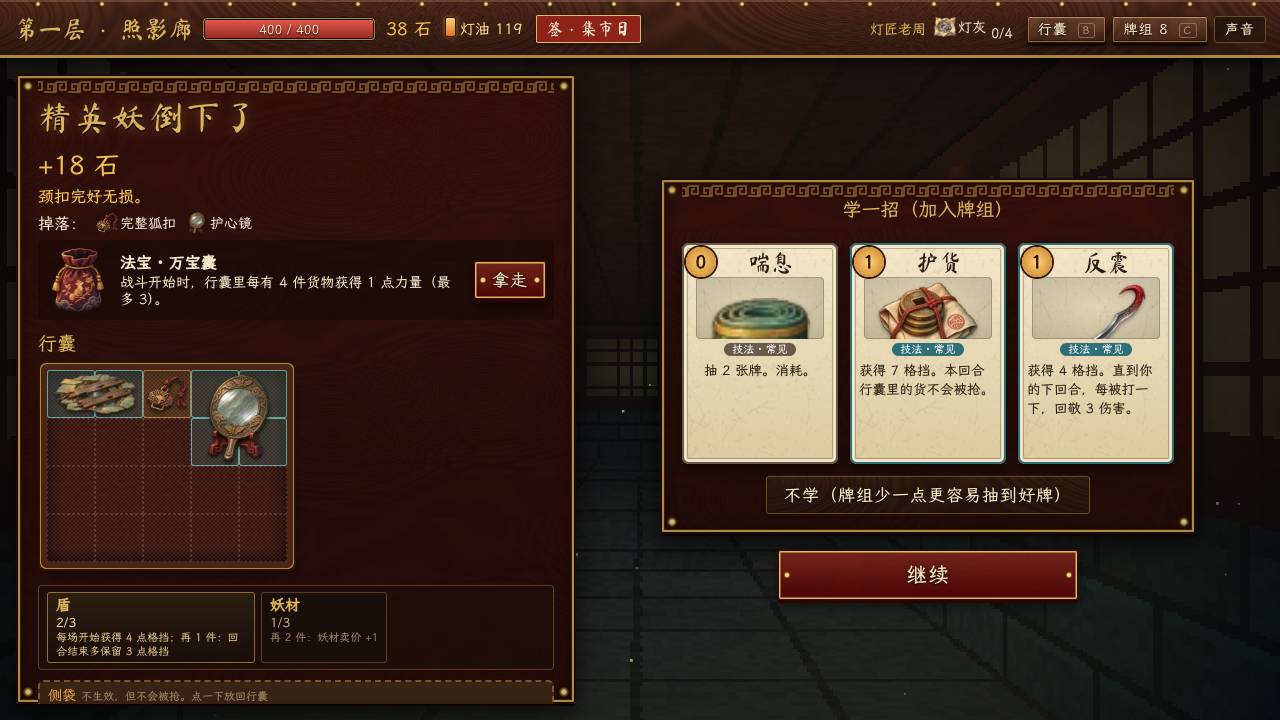 第一层 · 照影廊
400 / 400
38 石
灯油 119
签 · 集市日
灯匠老周
灯灰 0/4
行囊 B
牌组 8 C
声音
精英妖倒下了
+18 石
颈扣完好无损。
掉落： 完整狐扣 护心镜
法宝 · 万宝囊
战斗开始时，行囊里每有 4 件货物获得 1 点力量（最
多 3）。
拿走
行囊
盾
2/3
每场开始获得 4 点格挡；再 1 件：回
合结束多保留 3 点格挡
妖材
1/3
再 2 件：妖材卖价 +1
侧袋 不生效，但不会被抢。点一下放回行囊
学一招（加入牌组）
0 喘息
技法 · 常见
抽 2 张牌。消耗。
1 护货
技法 · 常见
获得 7 格挡。本回合
行囊里的货不会被抢。
1 反震
技法 · 常见
获得 4 格挡。直到你
的下回合，每被打一
下，回敬 3 伤害。
不学（牌组少一点更容易抽到好牌）
继续